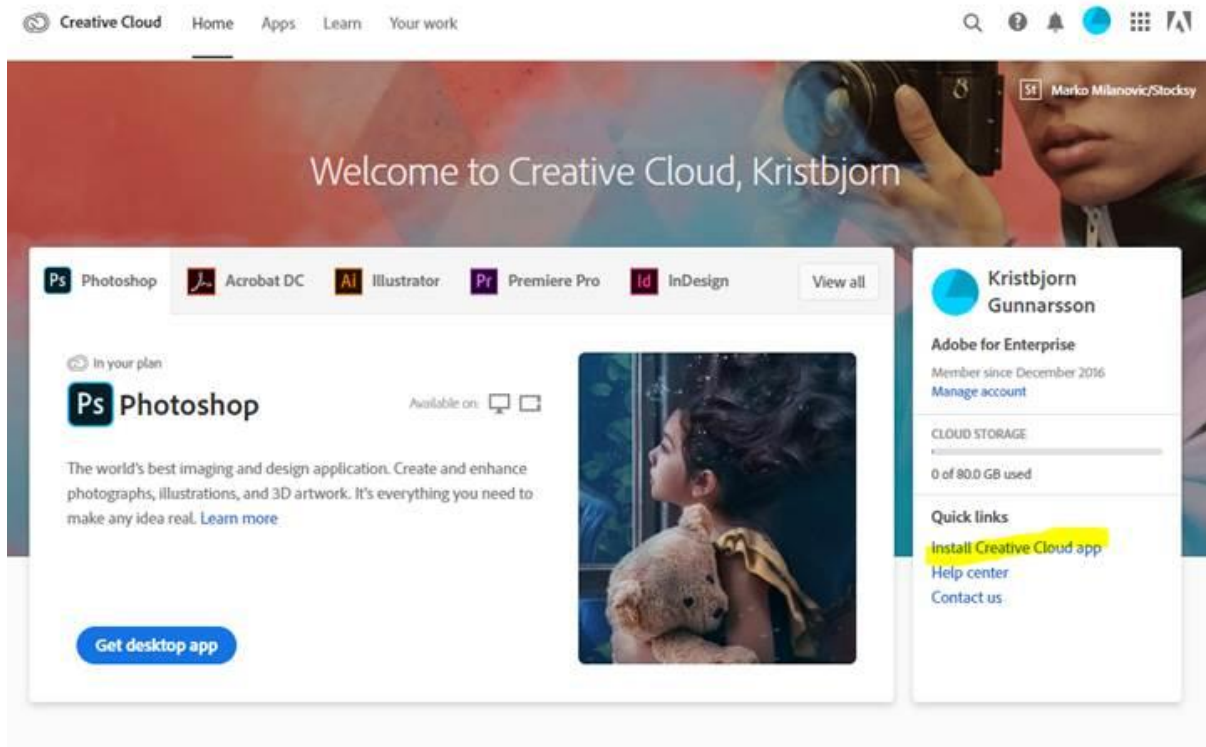 Creative Cloud Home Apps Learn Your work
St Marko Milanovic/Stocksy
Welcome to Creative Cloud, Kristbjorn
Ps Photoshop Acrobat DC Ai Illustrator Pr Premiere Pro Id InDesign View all
In your plan
Ps Photoshop Available on:
The world's best imaging and design application. Create and enhance
photographs, illustrations, and 3D artwork. It's everything you need to
make any idea real. Learn more
Get desktop app
Kristbjorn
Gunnarsson
Adobe for Enterprise
Member since December 2016
Manage account
CLOUD STORAGE
0 of 80.0 GB used
Quick links
Install Creative Cloud app
Help center
Contact us